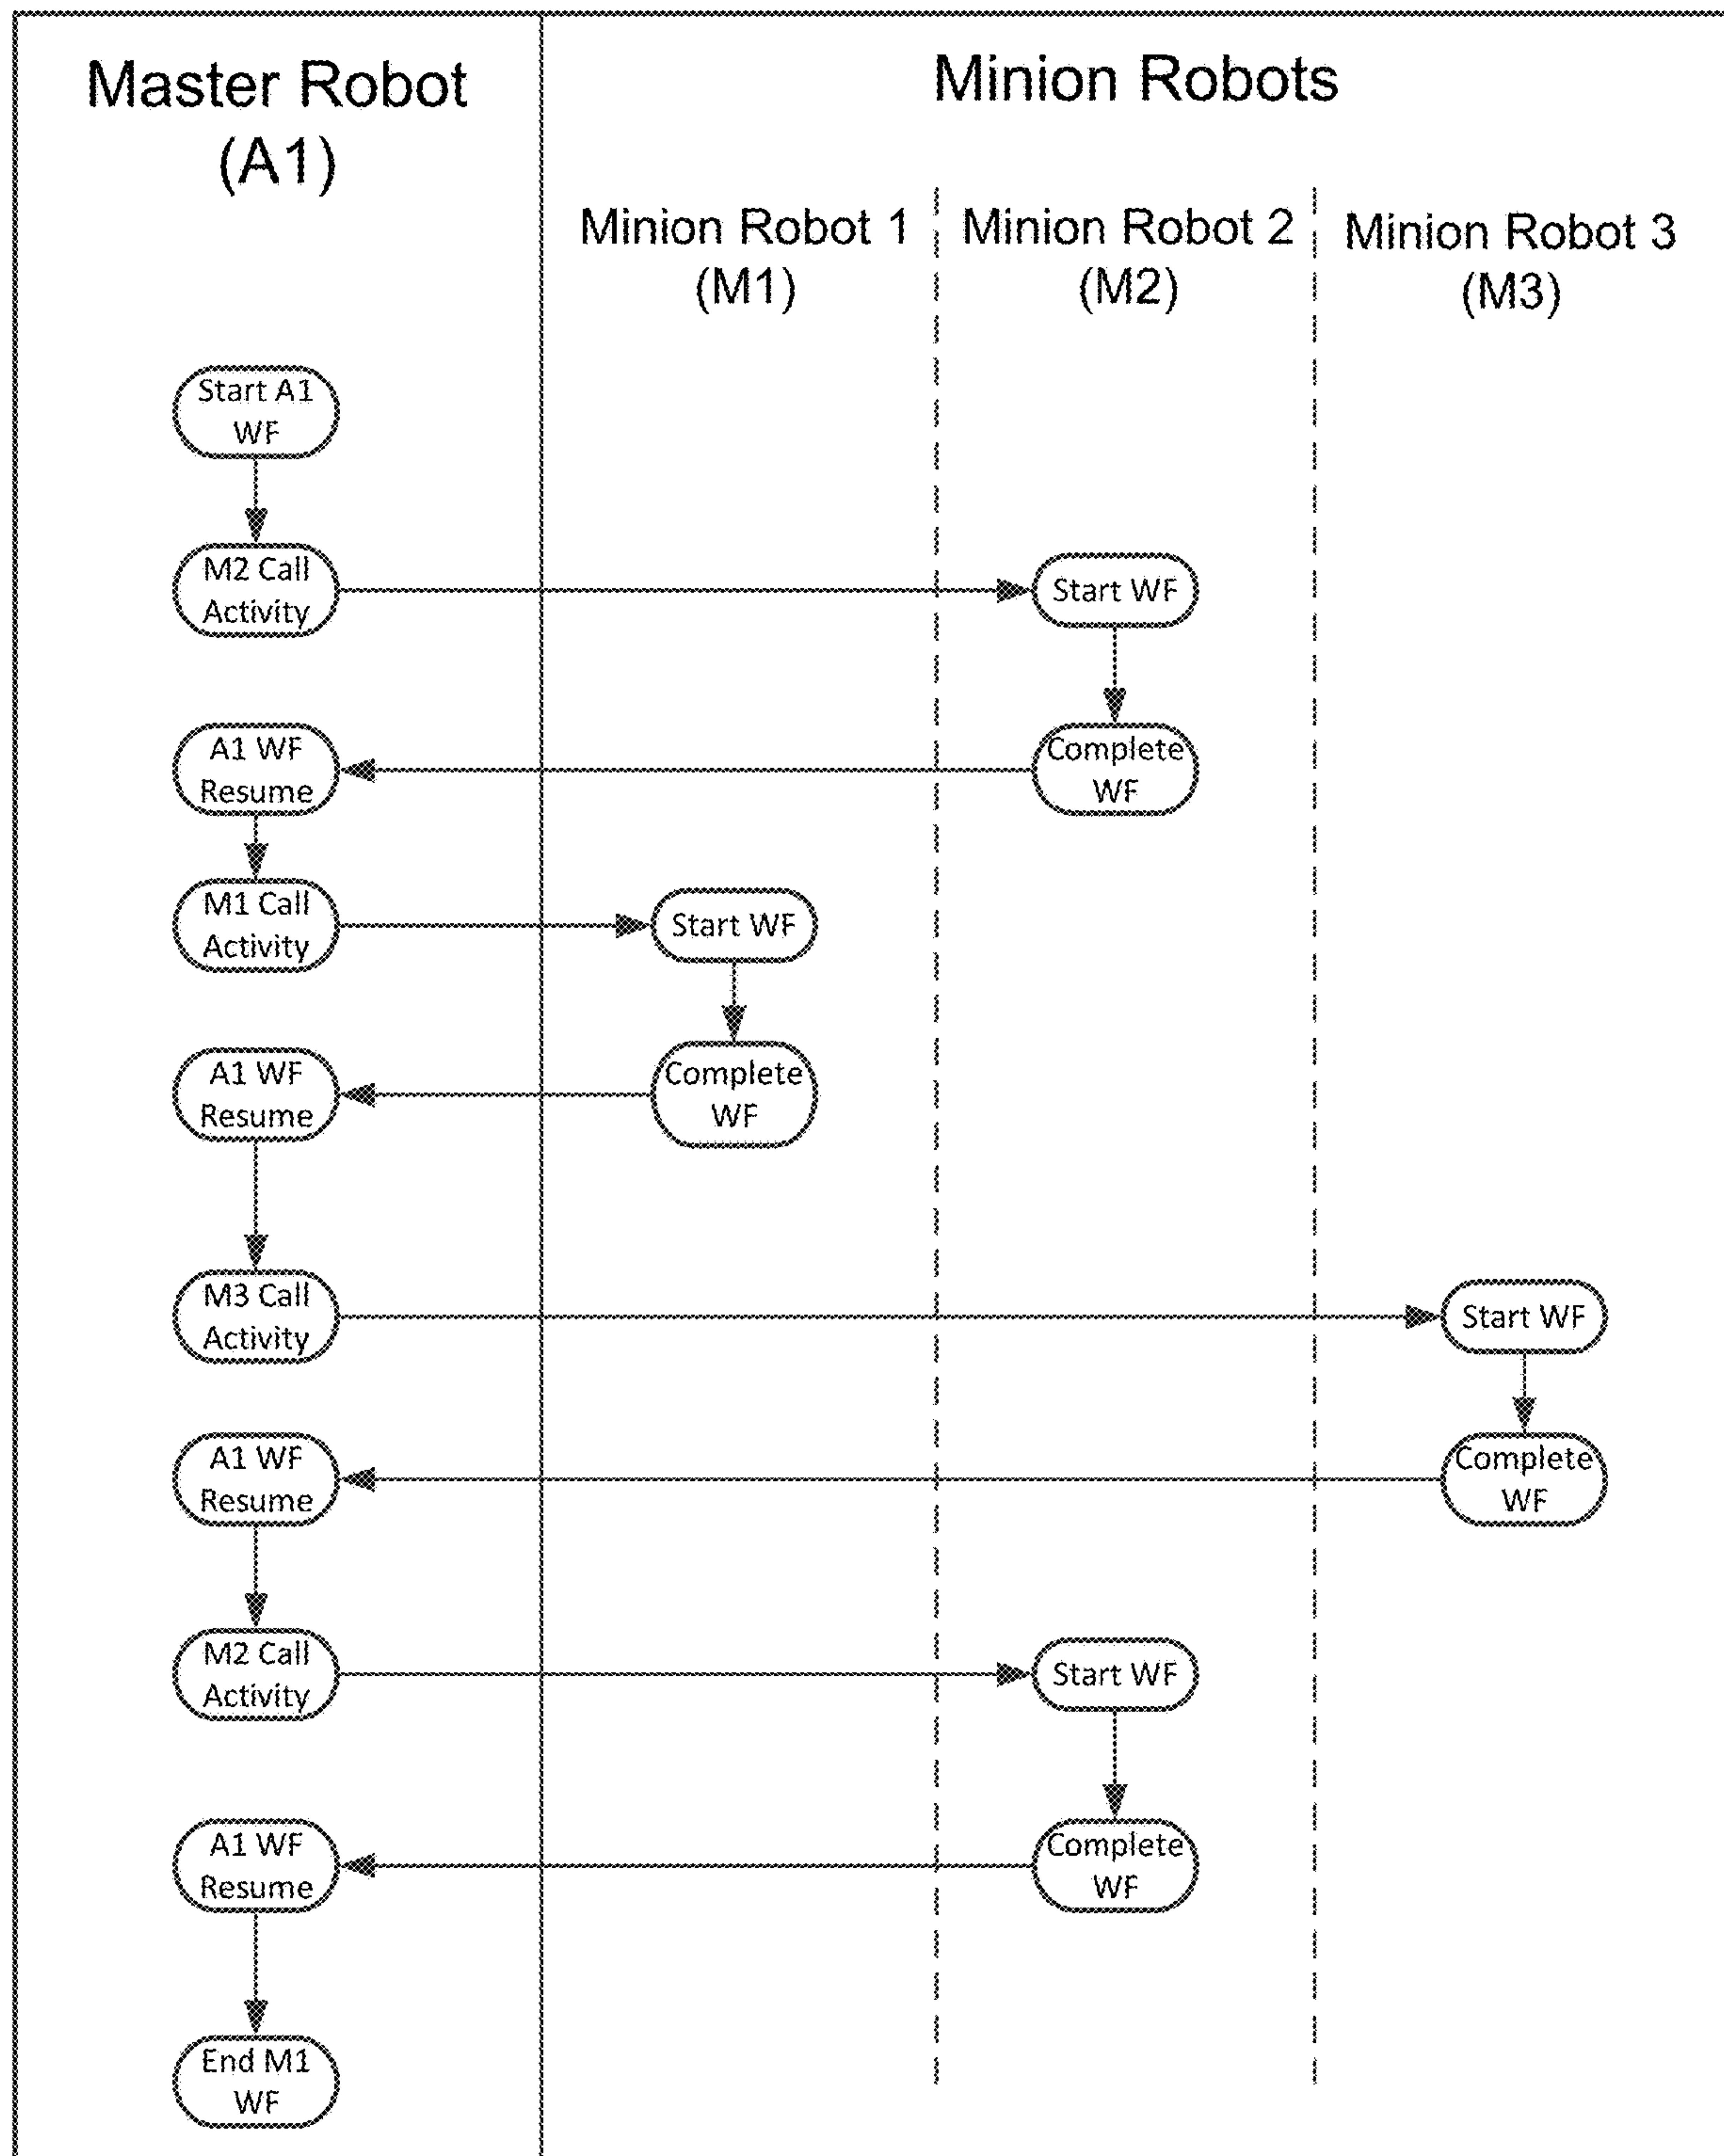 Master Robot
(A1)
Minion Robots
Minion Robot 1
(M1)
Minion Robot 2
(M2)
Minion Robot 3
(M3)
Start A1
WF
M2 Call
Activity
Start WF
Complete
WF
A1 WF
Resume
M1 Call
Activity
Start WF
Complete
WF
A1 WF
Resume
M3 Call
Activity
Start WF
Complete
WF
A1 WF
Resume
M2 Call
Activity
Start WF
Complete
WF
A1 WF
Resume
End M1
WF